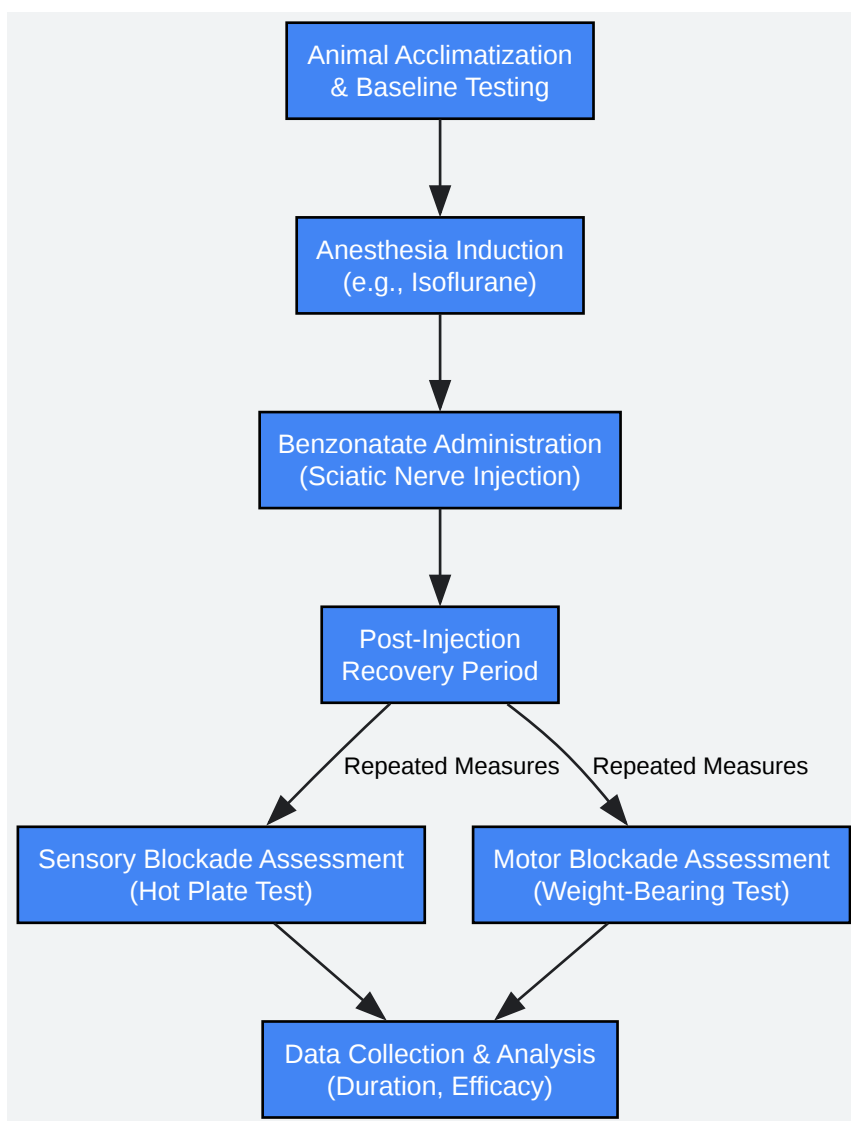 Animal Acclimatization
& Baseline Testing
Anesthesia Induction
(e.g., Isoflurane)
Benzonatate Administration
(Sciatic Nerve Injection)
Post-Injection
Recovery Period
Repeated Measures
Repeated Measures
Sensory Blockade Assessment
(Hot Plate Test)
Motor Blockade Assessment
(Weight-Bearing Test)
Data Collection & Analysis
(Duration, Efficacy)